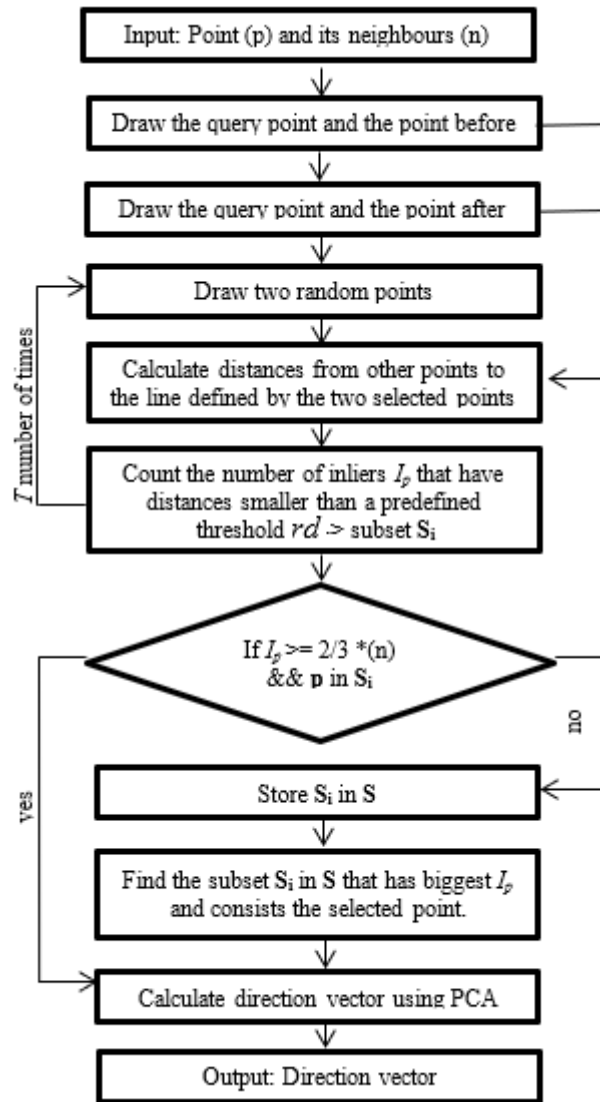 Input: Point (p) and its neighbours (n)
Draw the query point and the point before
Draw the query point and the point after
Draw two random points
T number of times
Calculate distances from other points to
the line defined by the two selected points
Count the number of inliers Ip that have
distances smaller than a predefined
threshold rd -> subset Si
If Ip >= 2/3 *(n)
&& p in Si
no
yes
Store Si in S
Find the subset Si in S that has biggest Ip
and consists the selected point.
Calculate direction vector using PCA
Output: Direction vector